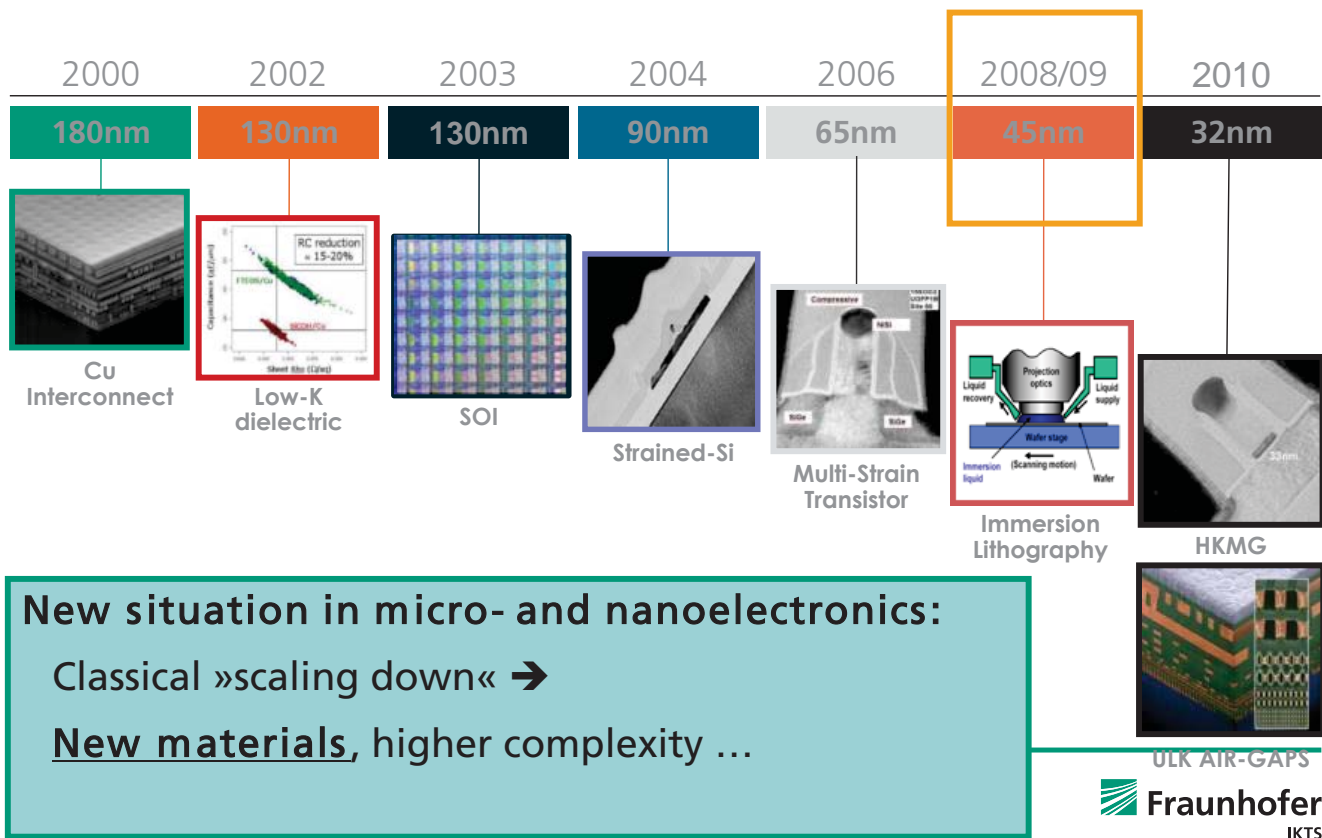 2000
2002
2003
2004
2006
2008/09
2010
180nm
130nm
130nm
90nm
65nm
45nm
32nm
Cu
Interconnect
RC reduction
= 15-20%
SiCOH/Cu
Low-K
dielectric
SOI
Strained-Si
Compressive
NiSi
SiGe
SiGe
Multi-Strain
Transistor
Projection
optics
Liquid
recovery
Liquid
supply
Wafer stage
Immersion
liquid
(Scanning motion)
Wafer
Immersion
Lithography
33nm
HKMG
ULK AIR-GAPS
New situation in micro- and nanoelectronics:
Classical »scaling down« ➔
New materials, higher complexity ...
Fraunhofer
IKTS